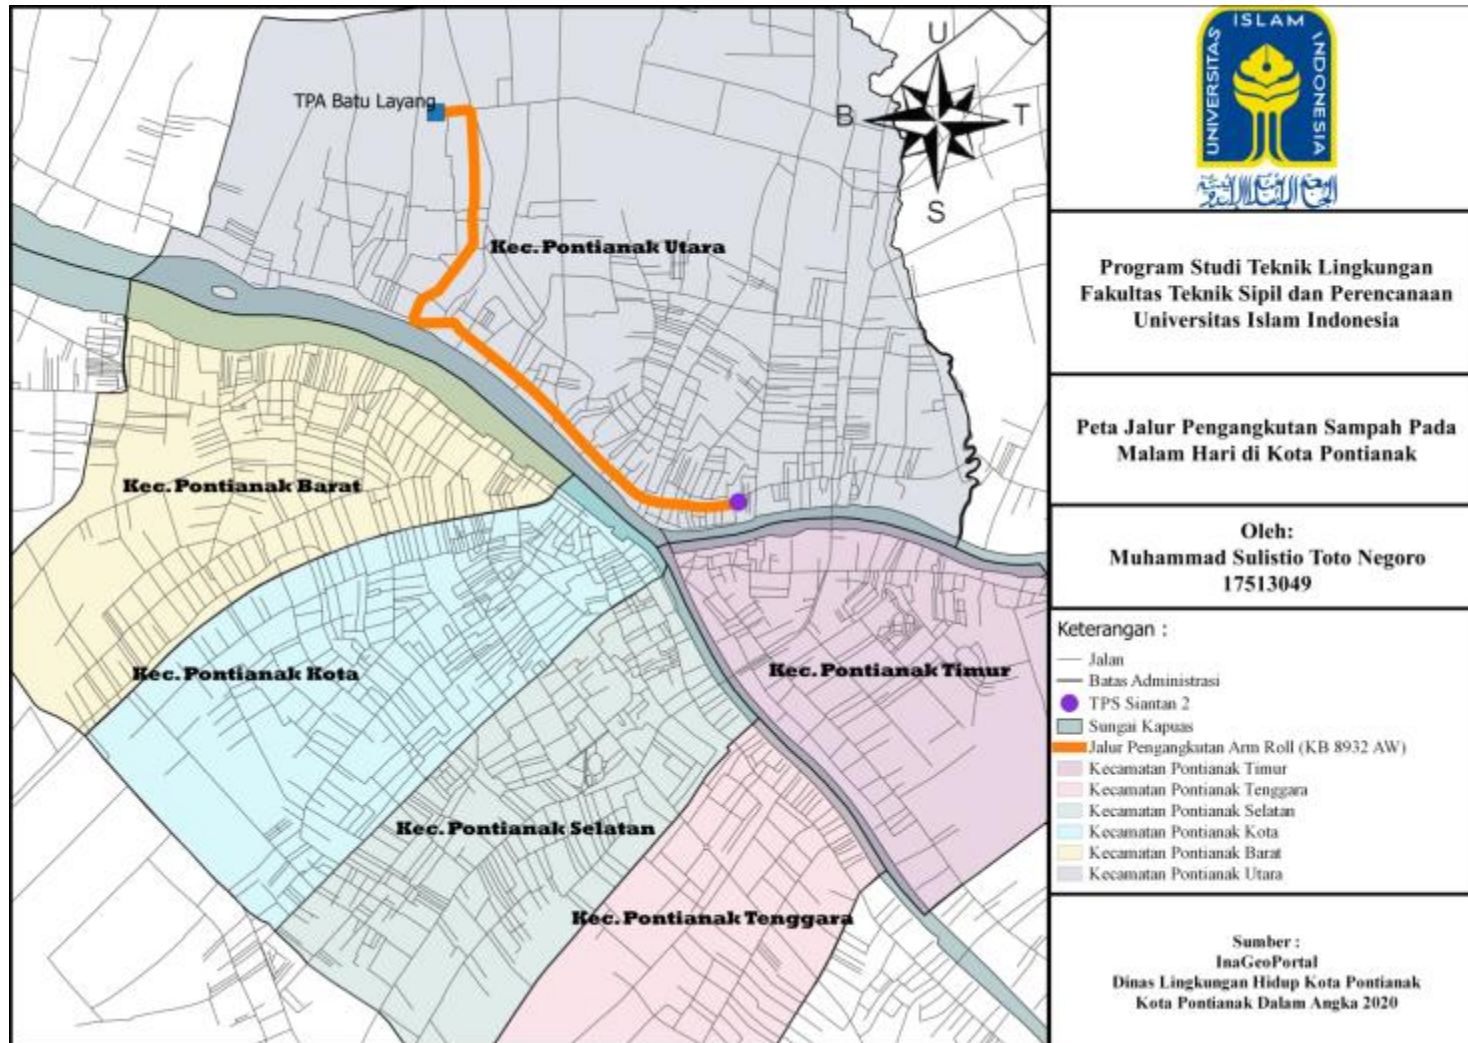 TPA Batu Layang
U
B
T
S
Kec. Pontianak Utara
Kec. Pontianak Barat
Kec. Pontianak Kota
Kec. Pontianak Timur
Kec. Pontianak Selatan
Kec. Pontianak Tenggara
UNIVERSITAS
ISLAM
INDONESIA
Program Studi Teknik Lingkungan
Fakultas Teknik Sipil dan Perencanaan
Universitas Islam Indonesia
Peta Jalur Pengangkutan Sampah Pada
Malam Hari di Kota Pontianak
Oleh:
Muhammad Sulistio Toto Negoro
17513049
Keterangan :
Jalan
Batas Administrasi
TPS Siantan 2
Sungai Kapuas
Jalur Pengangkutan Arm Roll (KB 8932 AW)
Kecamatan Pontianak Timur
Kecamatan Pontianak Tenggara
Kecamatan Pontianak Selatan
Kecamatan Pontianak Kota
Kecamatan Pontianak Barat
Kecamatan Pontianak Utara
Sumber :
InaGeoPortal
Dinas Lingkungan Hidup Kota Pontianak
Kota Pontianak Dalam Angka 2020